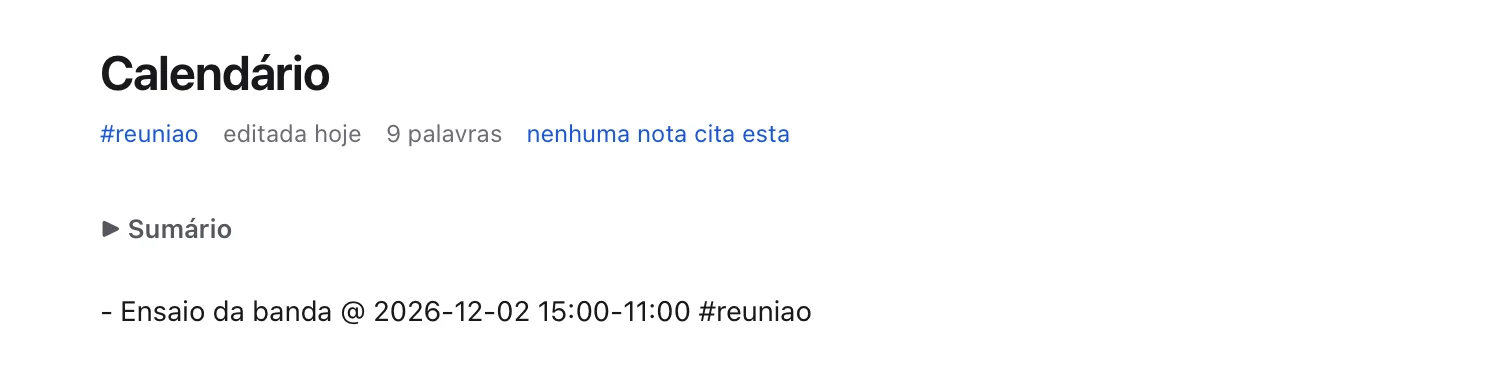 Calendário
#reuniao editada hoje 9 palavras nenhuma nota cita esta
▶ Sumário
- Ensaio da banda @ 2026-12-02 15:00-11:00 #reuniao